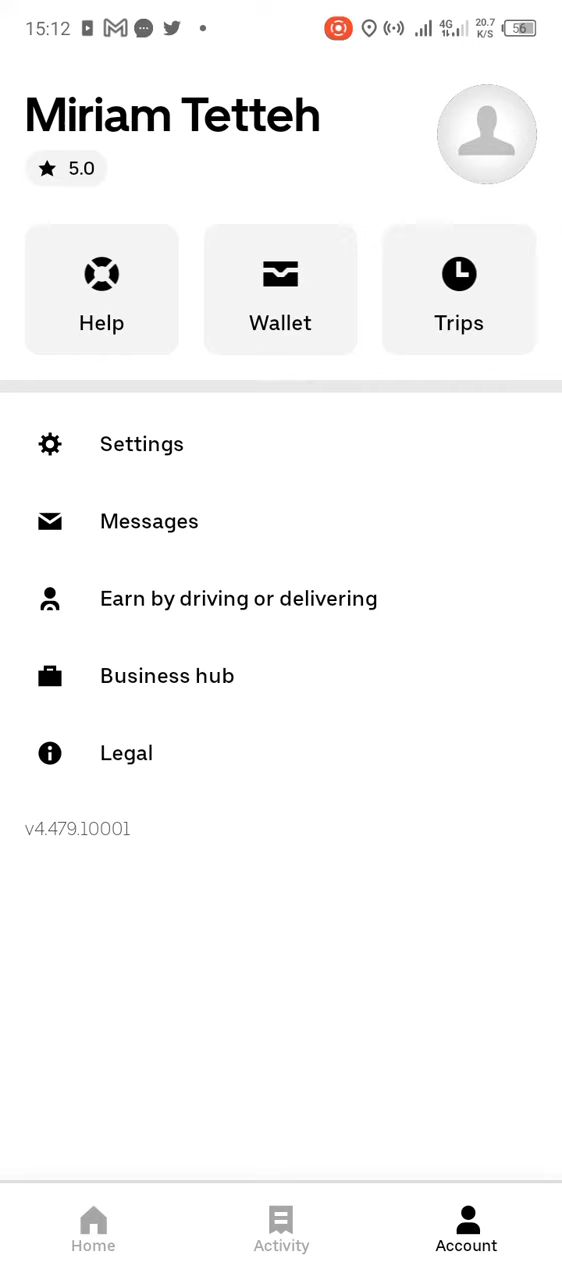 15:12 4G 20.7 K/S 56
Miriam Tetteh
5.0
Help Wallet Trips
Settings
Messages
Earn by driving or delivering
Business hub
Legal
v4.479.10001
Home Activity Account